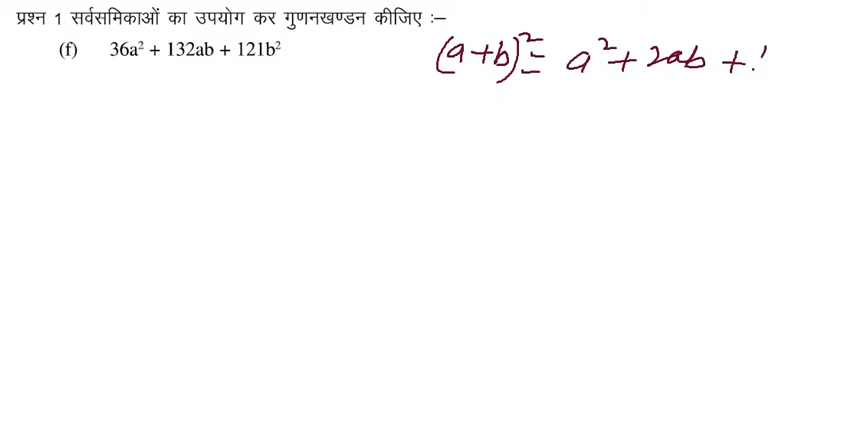 प्रश्न 1 सर्वसमिकाओं का उपयोग कर गुणनखण्डन कीजिए :–
(f) 36a² + 132ab + 121b²
(a+b)² = a² + 2ab +